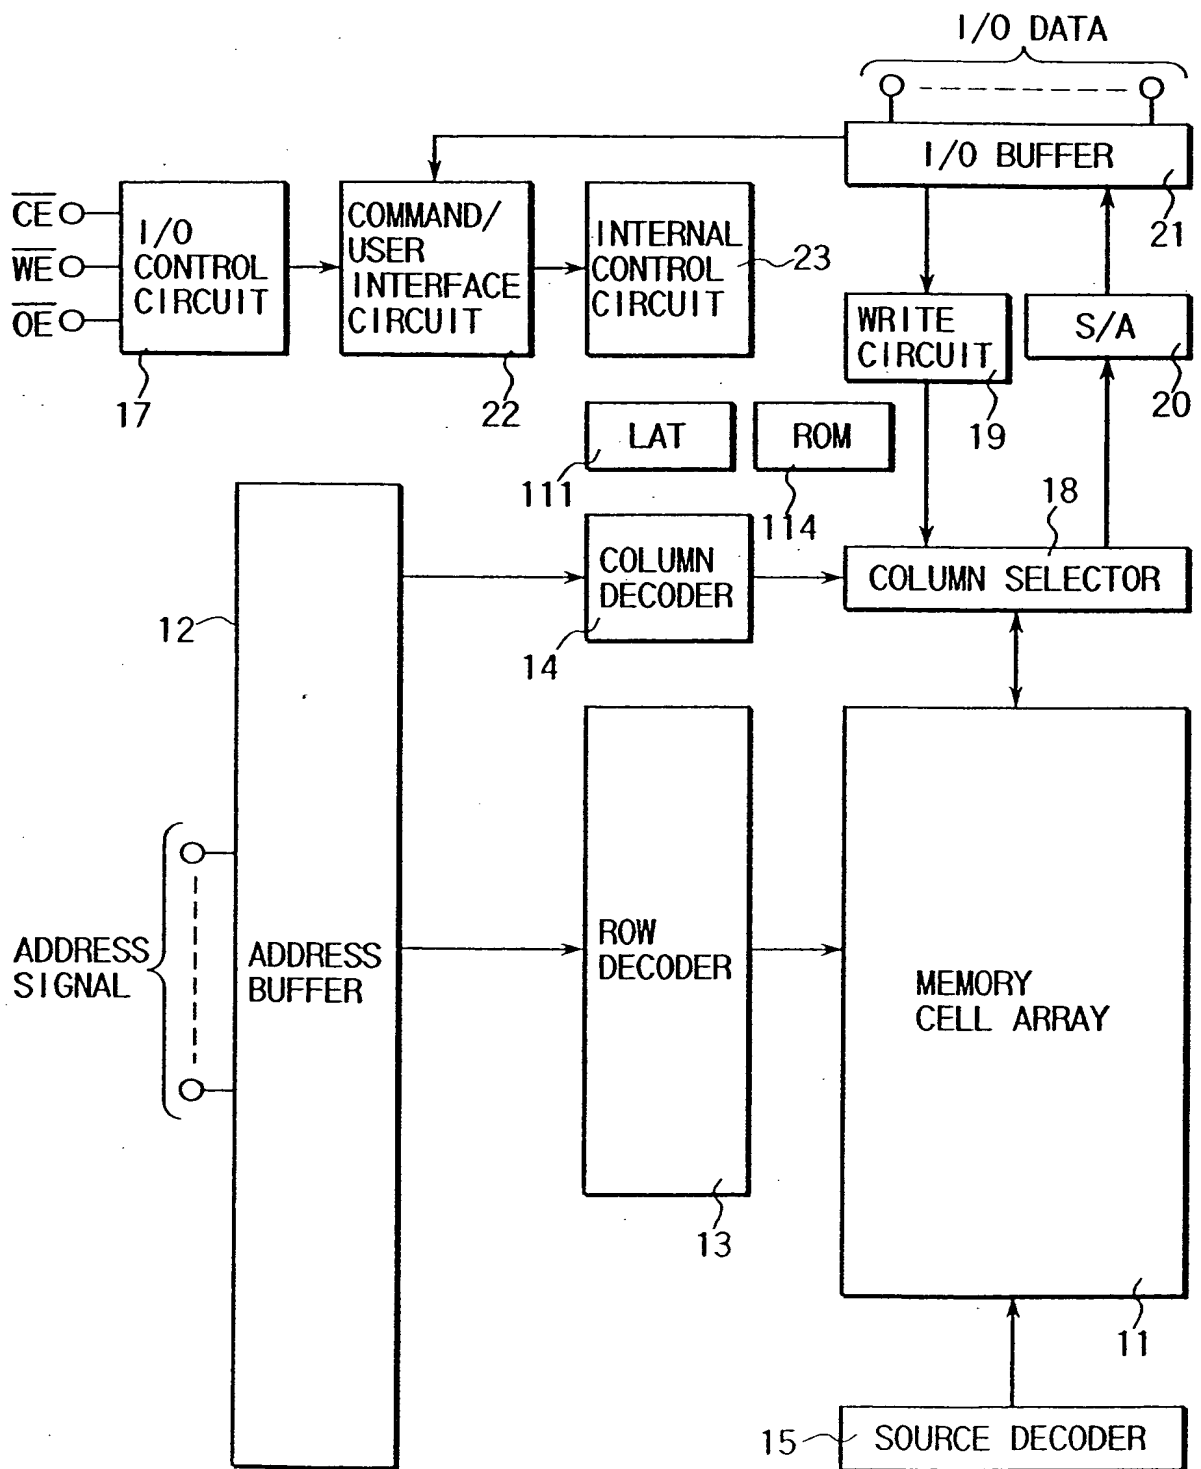 I/O DATA
I/O BUFFER
21
CE
WE
OE
I/O
CONTROL
CIRCUIT
17
COMMAND/
USER
INTERFACE
CIRCUIT
22
INTERNAL
CONTROL
CIRCUIT
23
WRITE
CIRCUIT
19
S/A
20
LAT
111
ROM
114
18
COLUMN
DECODER
14
COLUMN SELECTOR
12
ADDRESS
SIGNAL
ADDRESS
BUFFER
ROW
DECODER
13
MEMORY
CELL ARRAY
11
15
SOURCE DECODER